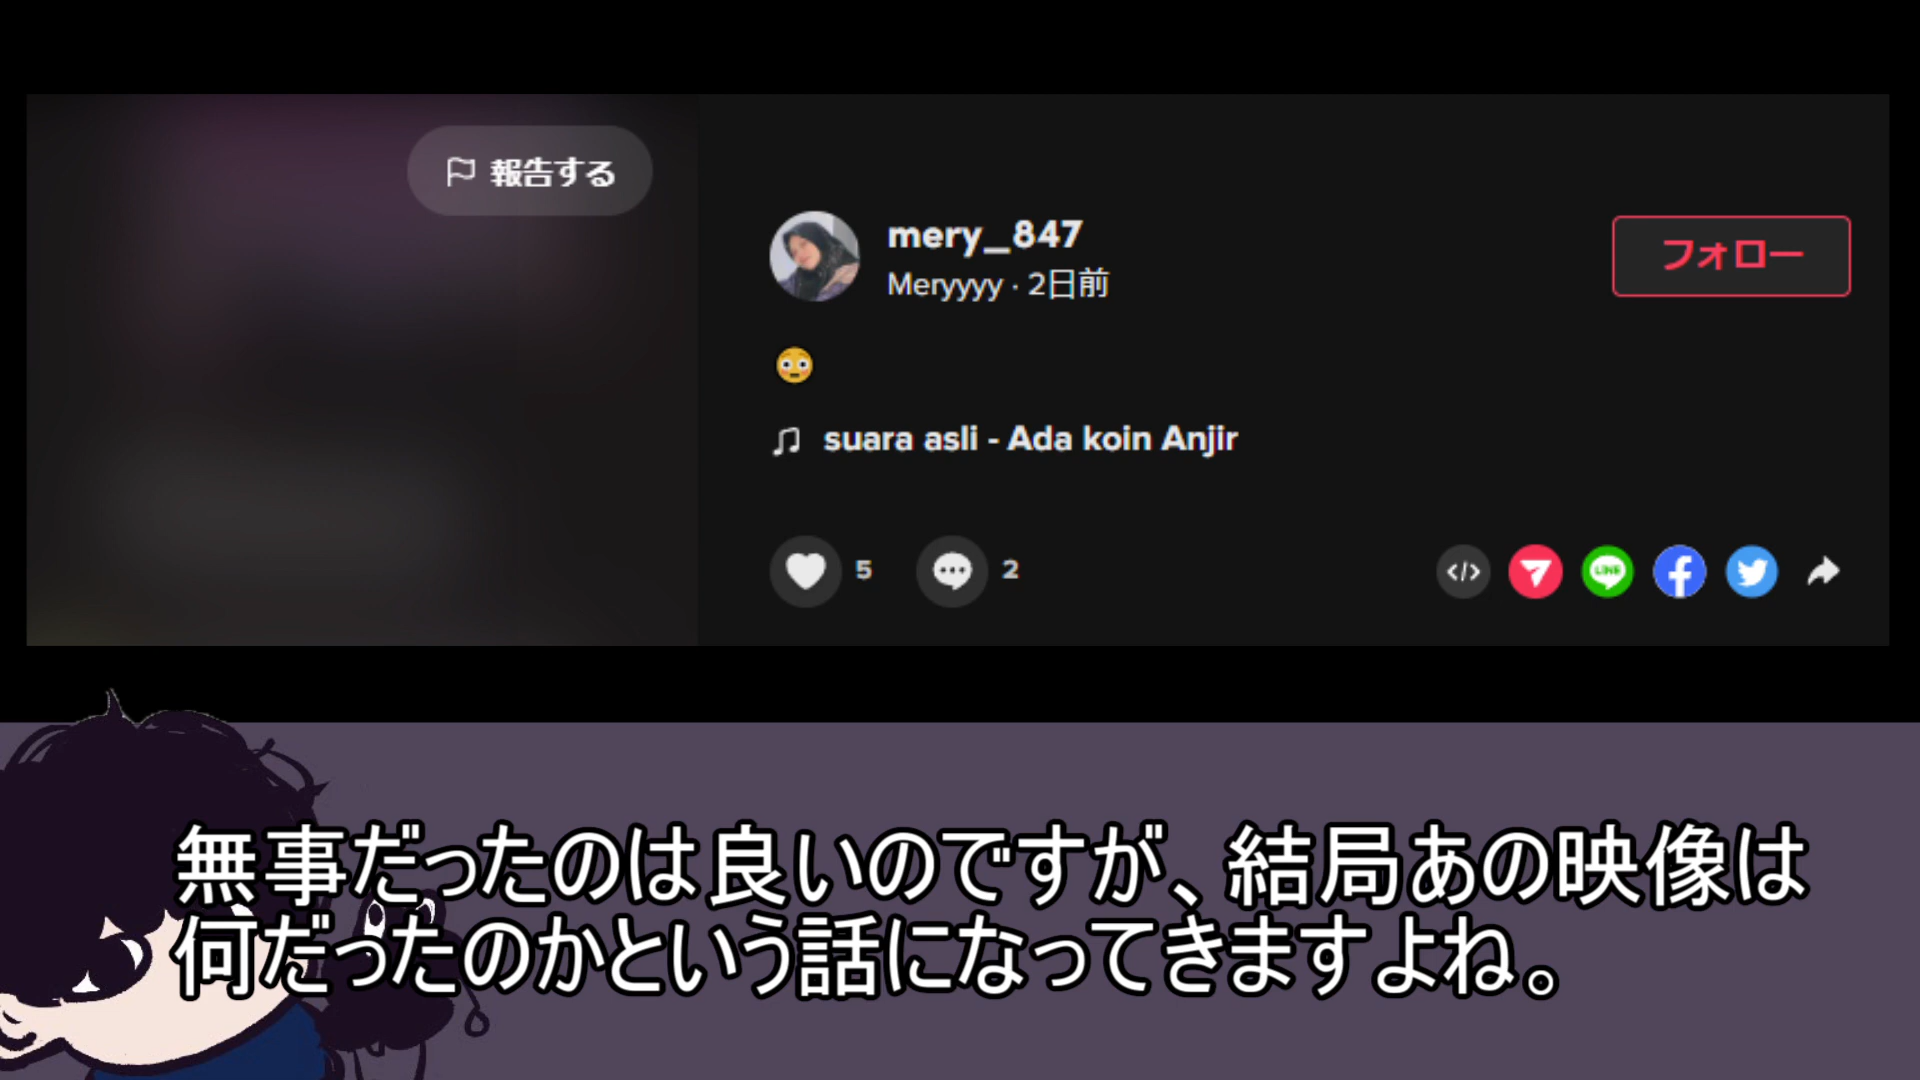 報告する
mery_847
Meryyyy · 2日前
フォロー
😳
suara asli - Ada koin Anjir
5
2
</>
LINE
無事だったのは良いのですが、結局あの映像は
何だったのかという話になってきますよね。